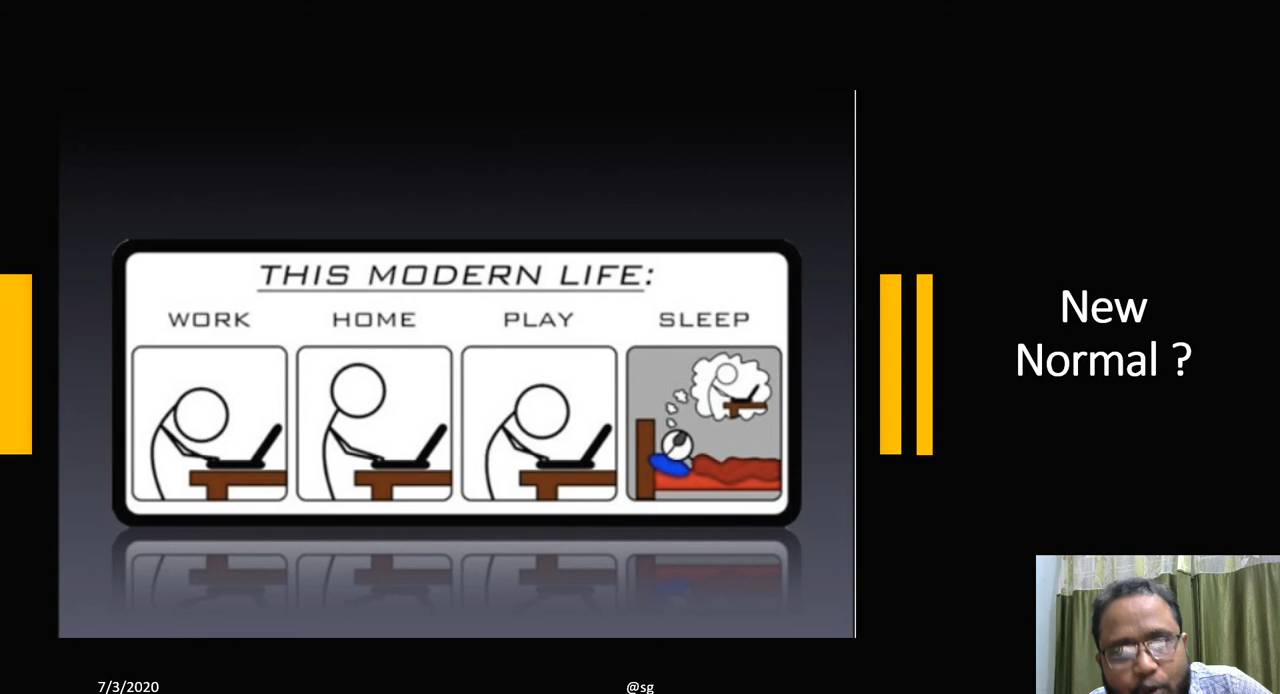 THIS MODERN LIFE:
WORK HOME PLAY SLEEP
New
Normal ?
7/3/2020 @sg